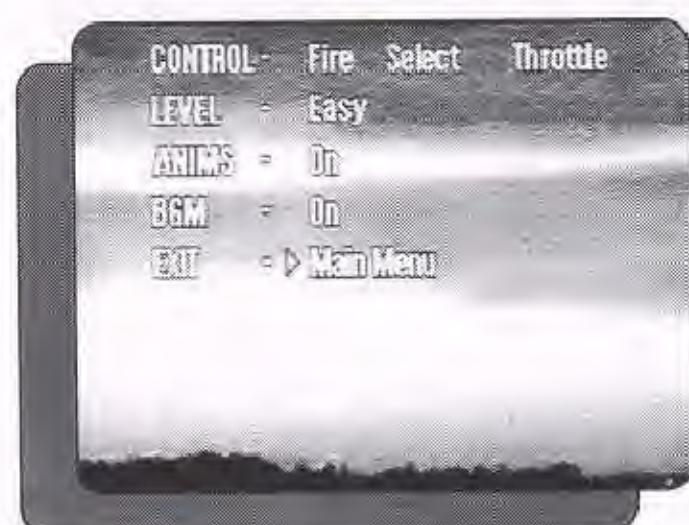 CONTROL- Fire Select Throttle
LEVEL - Easy
ANIMS - On
BGM - On
EXIT - ▷ Main Menu